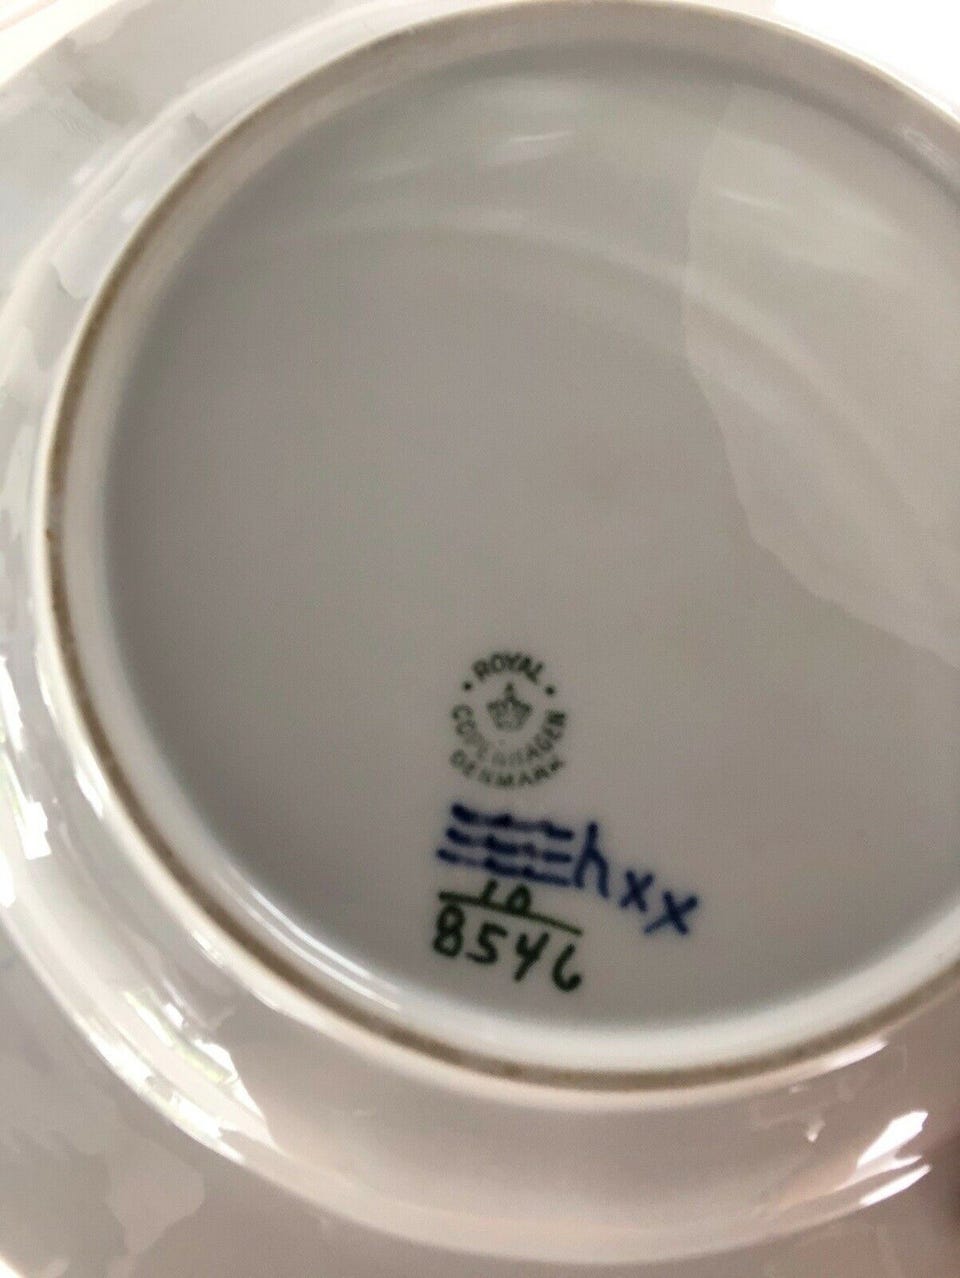 ROYAL
COPENHAGEN
DENMARK
hxx
10
8546